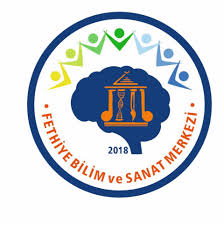 2018
• FETHİYE BİLİM ve SANAT MERKEZİ •